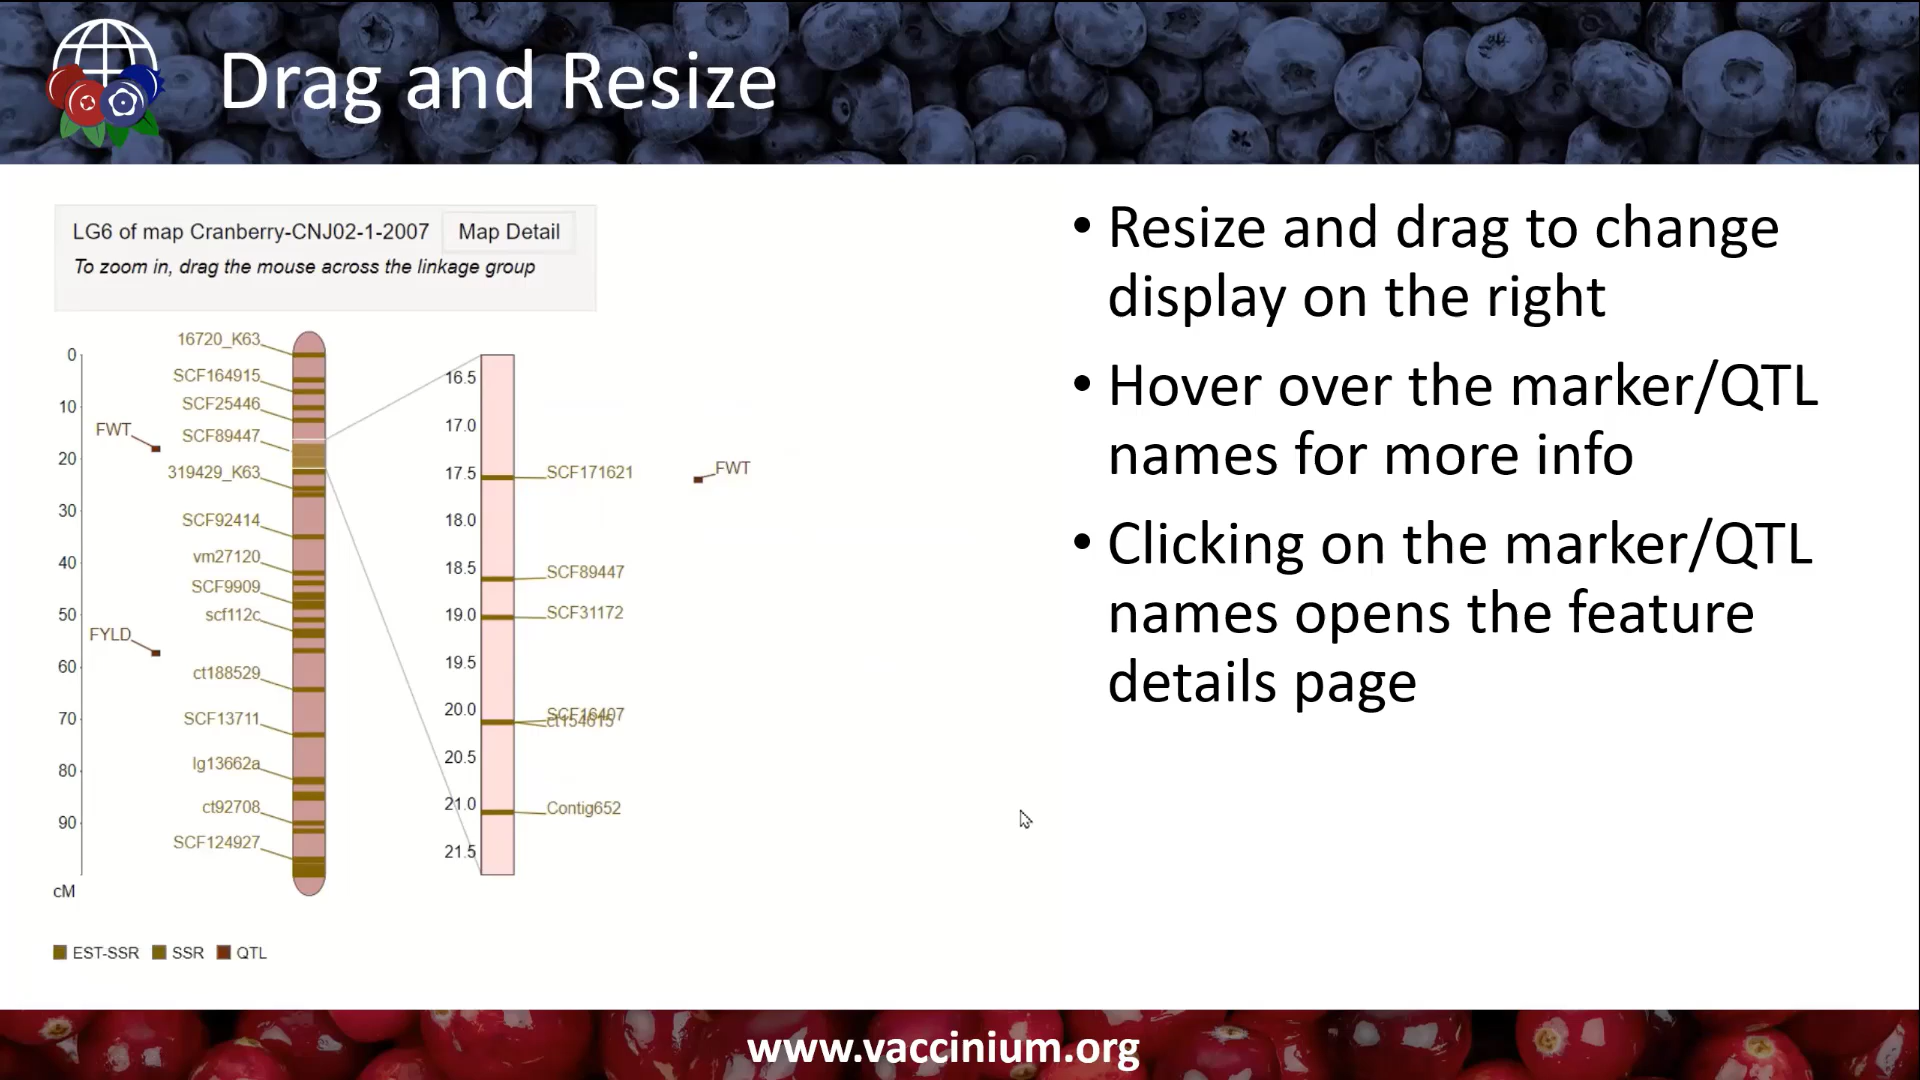 Drag and Resize
LG6 of map Cranberry-CNJ02-1-2007 Map Detail
To zoom in, drag the mouse across the linkage group
0
10
20
30
40
50
60
70
80
90
cM
FWT
FYLD
16720_K63
SCF164915
SCF25446
SCF89447
319429_K63
SCF92414
vm27120
SCF9909
scf112c
ct188529
SCF13711
lg13662a
ct92708
SCF124927
16.5
17.0
17.5
18.0
18.5
19.0
19.5
20.0
20.5
21.0
21.5
SCF171621
SCF89447
SCF31172
SCF16407
ct154615
Contig652
FWT
EST-SSR SSR QTL
• Resize and drag to change
display on the right
• Hover over the marker/QTL
names for more info
• Clicking on the marker/QTL
names opens the feature
details page
www.vaccinium.org